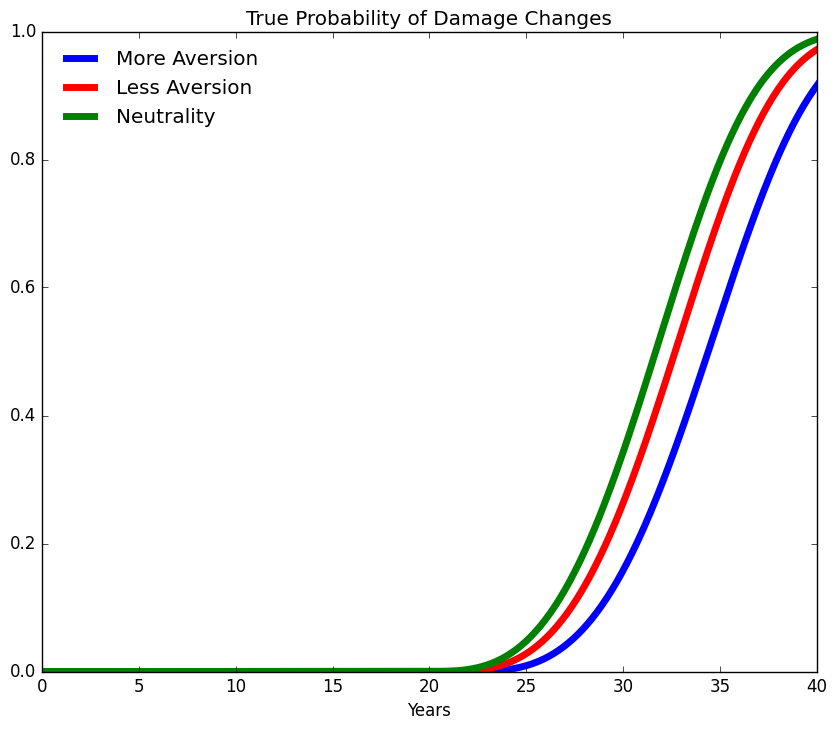 True Probability of Damage Changes
1.0
More Aversion
Less Aversion
Neutrality
0.8
0.6
0.4
0.2
0.0
0 5 10 15 20 25 30 35 40
Years